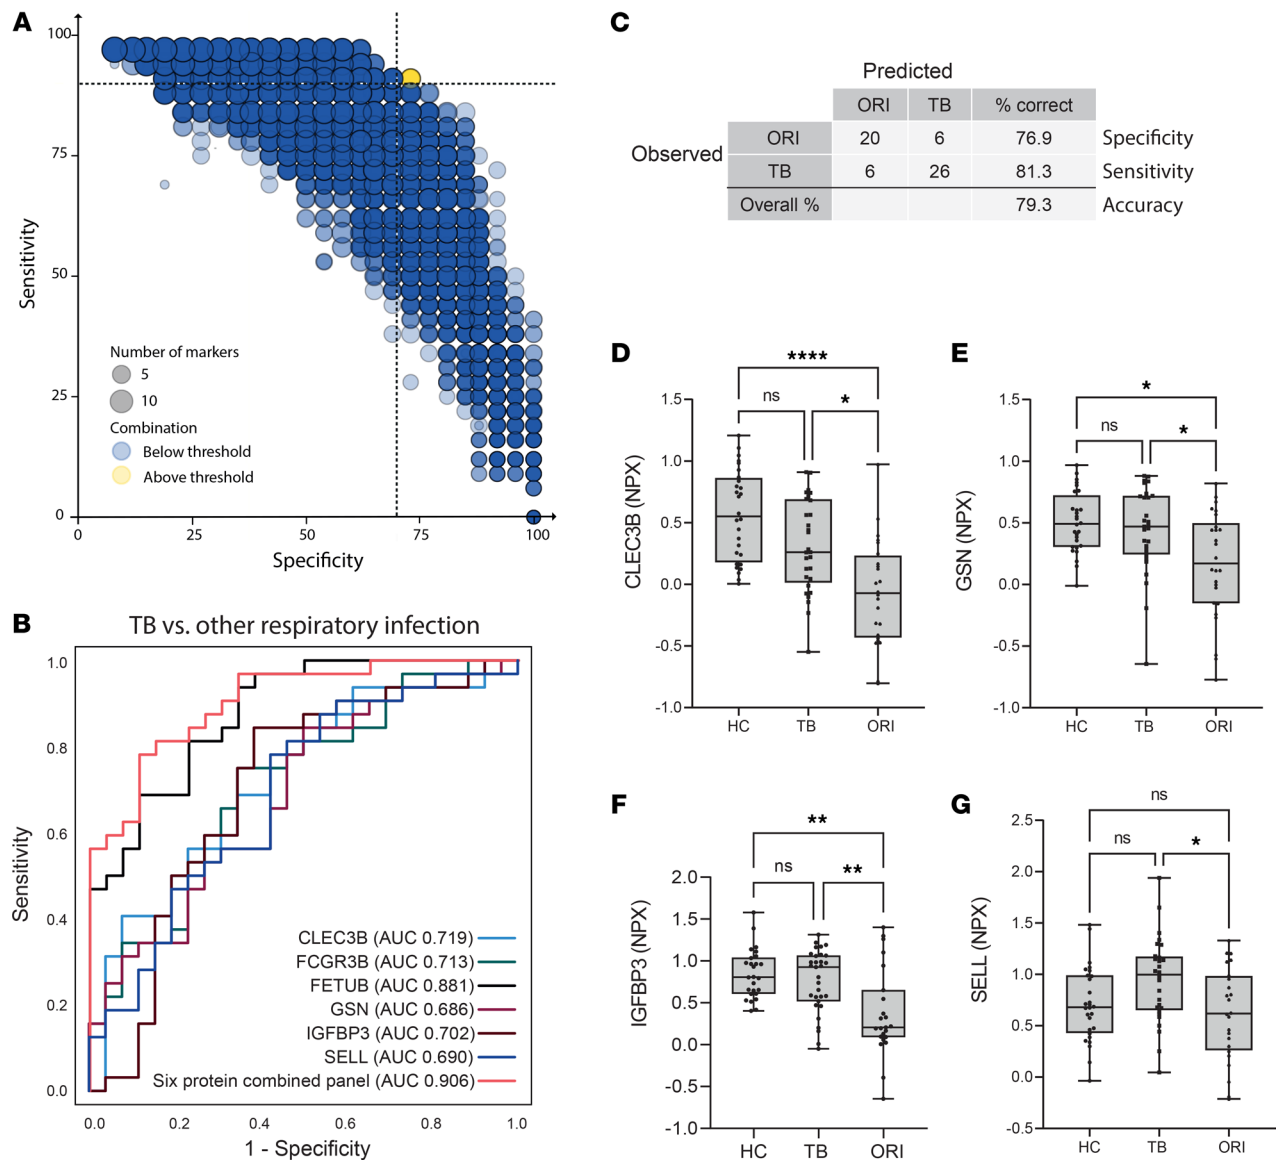 A
100
75
50
25
0
Sensitivity
Number of markers
5
10
Combination
Below threshold
Above threshold
0
25
50
75
100
Specificity
B
TB vs. other respiratory infection
1.0
0.8
0.6
0.4
0.2
0.0
Sensitivity
CLEC3B (AUC 0.719)
FCGR3B (AUC 0.713)
FETUB (AUC 0.881)
GSN (AUC 0.686)
IGFBP3 (AUC 0.702)
SELL (AUC 0.690)
Six protein combined panel (AUC 0.906)
0.0 0.2 0.4 0.6 0.8 1.0
1 - Specificity
C
Predicted
ORI TB % correct
Observed
ORI 20 6 76.9 Specificity
TB 6 26 81.3 Sensitivity
Overall % 79.3 Accuracy
D
****
ns *
1.5
1.0
0.5
0.0
-0.5
-1.0
CLEC3B (NPX)
HC TB ORI
E
*
ns *
1.5
1.0
0.5
0.0
-0.5
-1.0
GSN (NPX)
HC TB ORI
F
**
ns **
2.0
1.5
1.0
0.5
0.0
-0.5
-1.0
IGFBP3 (NPX)
HC TB ORI
G
ns
ns *
2.5
2.0
1.5
1.0
0.5
0.0
-0.5
SELL (NPX)
HC TB ORI